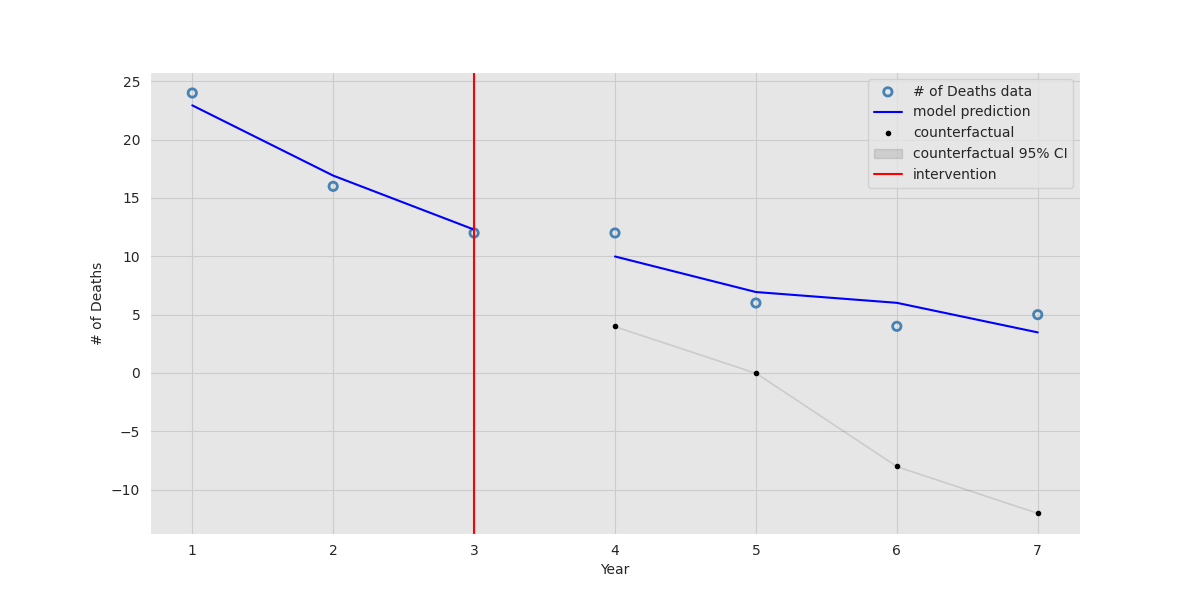 # of Deaths data
model prediction
counterfactual
counterfactual 95% CI
intervention
25
20
15
10
5
0
−5
−10
# of Deaths
1 2 3 4 5 6 7
Year